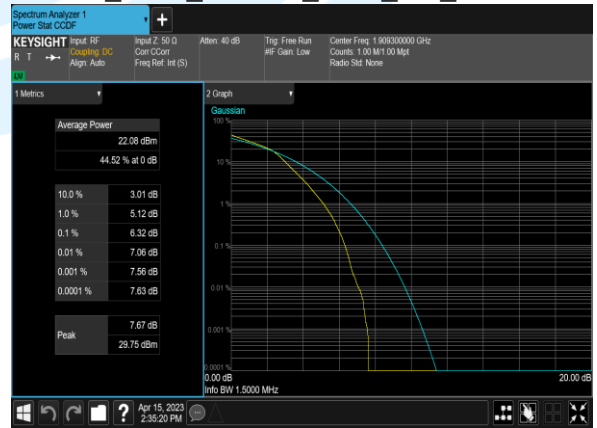 Spectrum Analyzer 1
Power Stat CCDF
+
KEYSIGHT
R T
LU
Input: RF
Coupling: DC
Align: Auto
Input Z: 50 Ω
Corr CCorr
Freq Ref: Int (S)
Atten: 40 dB
Trig: Free Run
#IF Gain: Low
Center Freq: 1.909300000 GHz
Counts: 1.00 M/1.00 Mpt
Radio Std: None
1 Metrics
Average Power
22.08 dBm
44.52 % at 0 dB
10.0 % 3.01 dB
1.0 % 5.12 dB
0.1 % 6.32 dB
0.01 % 7.06 dB
0.001 % 7.56 dB
0.0001 % 7.63 dB
Peak
7.67 dB
29.75 dBm
2 Graph
Gaussian
100 %
10 %
1 %
0.1 %
0.01 %
0.001 %
0.0001 %
0.00 dB 20.00 dB
Info BW 1.5000 MHz
?
Apr 15, 2023
2:35:20 PM